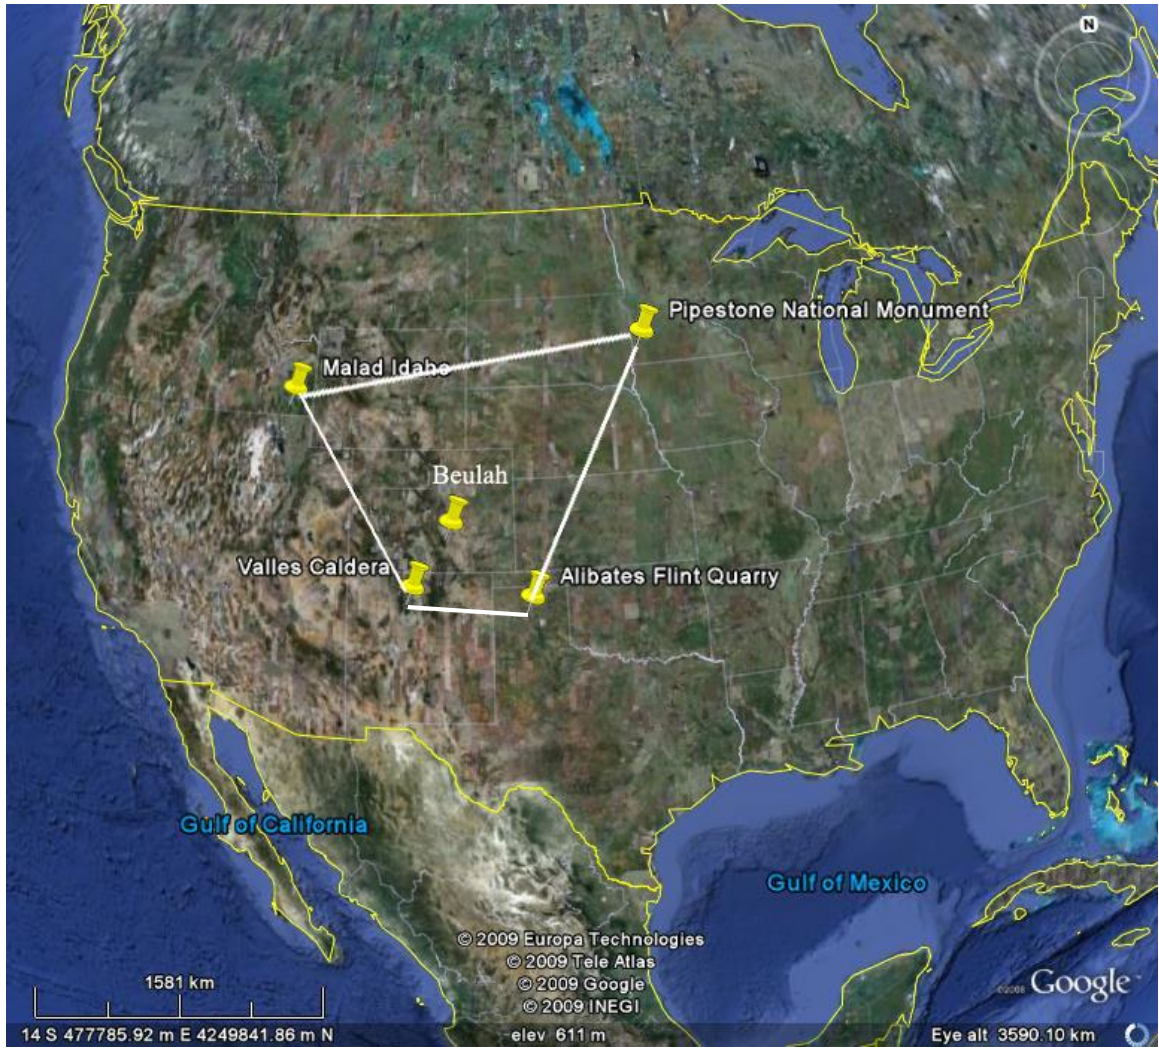 N
Pipestone National Monument
Malad Idaho
Beulah
Valles Caldera
Alibates Flint Quarry
Gulf of California
Gulf of Mexico
© 2009 Europa Technologies
© 2009 Tele Atlas
© 2009 Google
© 2009 INEGI
©2008 Google™
1581 km
14 S 477785.92 m E 4249841.86 m N
elev 611 m
Eye alt 3590.10 km